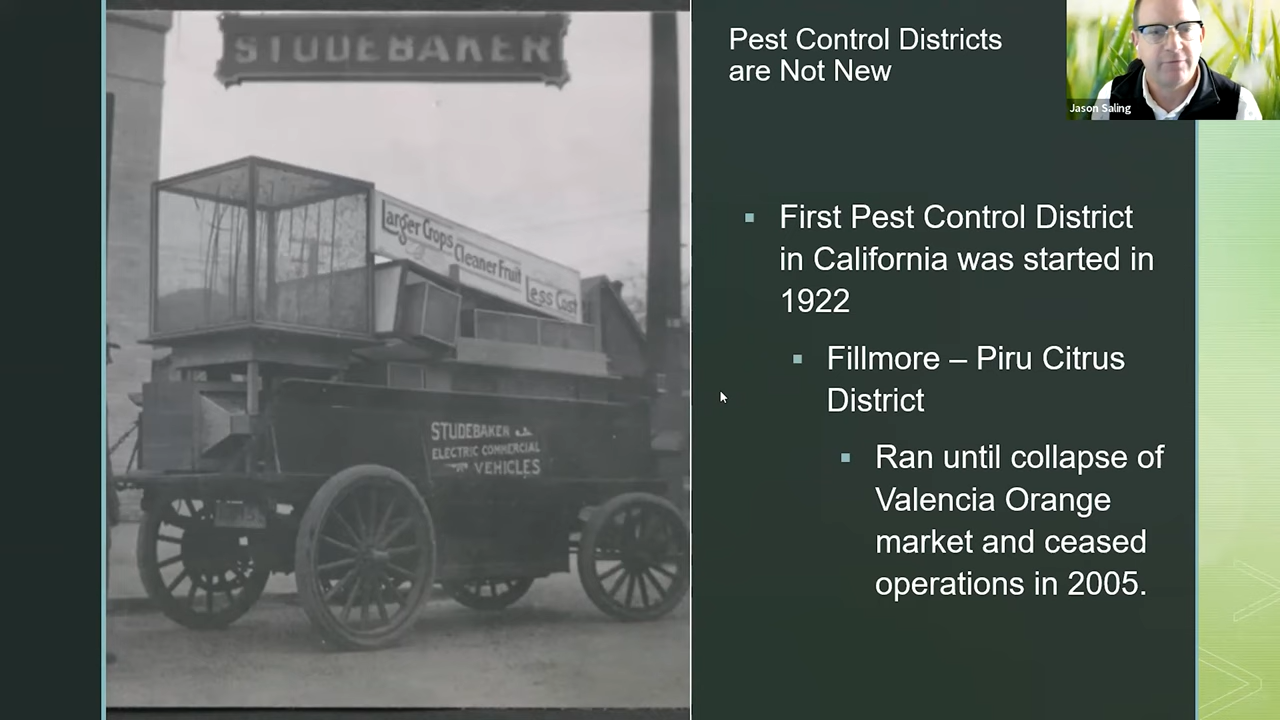 STUDEBAKER
Larger Crops
Cleaner Fruit
Less Cost
STUDEBAKER
ELECTRIC COMMERCIAL
VEHICLES
Pest Control Districts
are Not New
Jason Saling
First Pest Control District
in California was started in
1922
Fillmore – Piru Citrus
District
Ran until collapse of
Valencia Orange
market and ceased
operations in 2005.